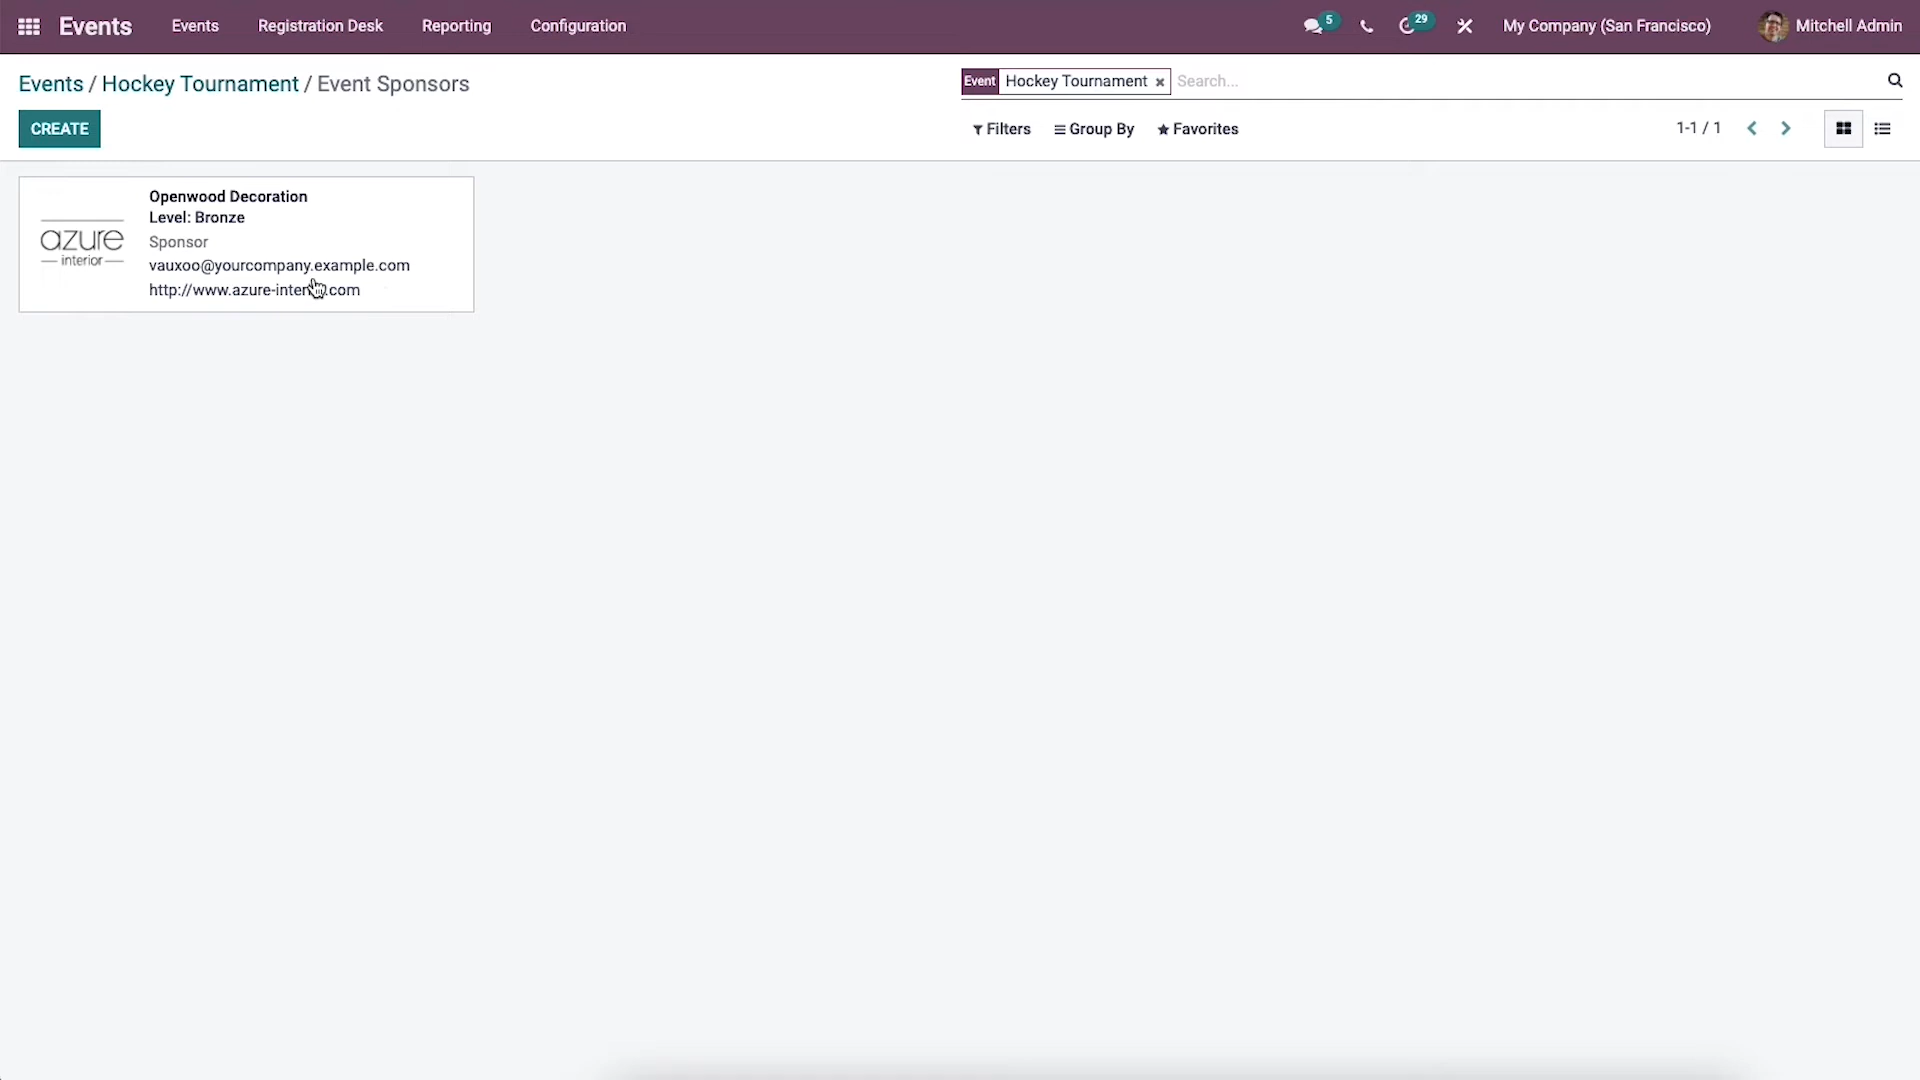 Events Events Registration Desk Reporting Configuration 5 29 My Company (San Francisco) Mitchell Admin
Events / Hockey Tournament / Event Sponsors
Event Hockey Tournament × Search...
CREATE
Filters Group By Favorites 1-1 / 1
azure
interior
Openwood Decoration
Level: Bronze
Sponsor
vauxoo@yourcompany.example.com
http://www.azure-interior.com